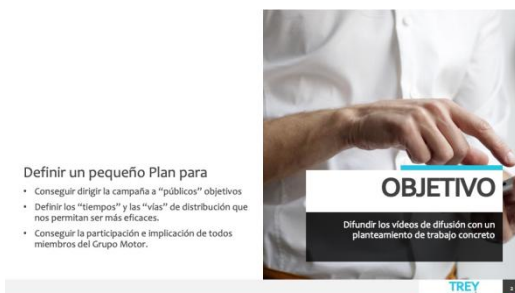 Definir un pequeño Plan para
• Conseguir dirigir la campaña a "públicos" objetivos
• Definir los "tiempos" y las "vías" de distribución que
nos permitan ser más eficaces.
• Conseguir la participación e implicación de todos
miembros del Grupo Motor.
OBJETIVO
Difundir los vídeos de difusión con un
planteamiento de trabajo concreto
TREY
2